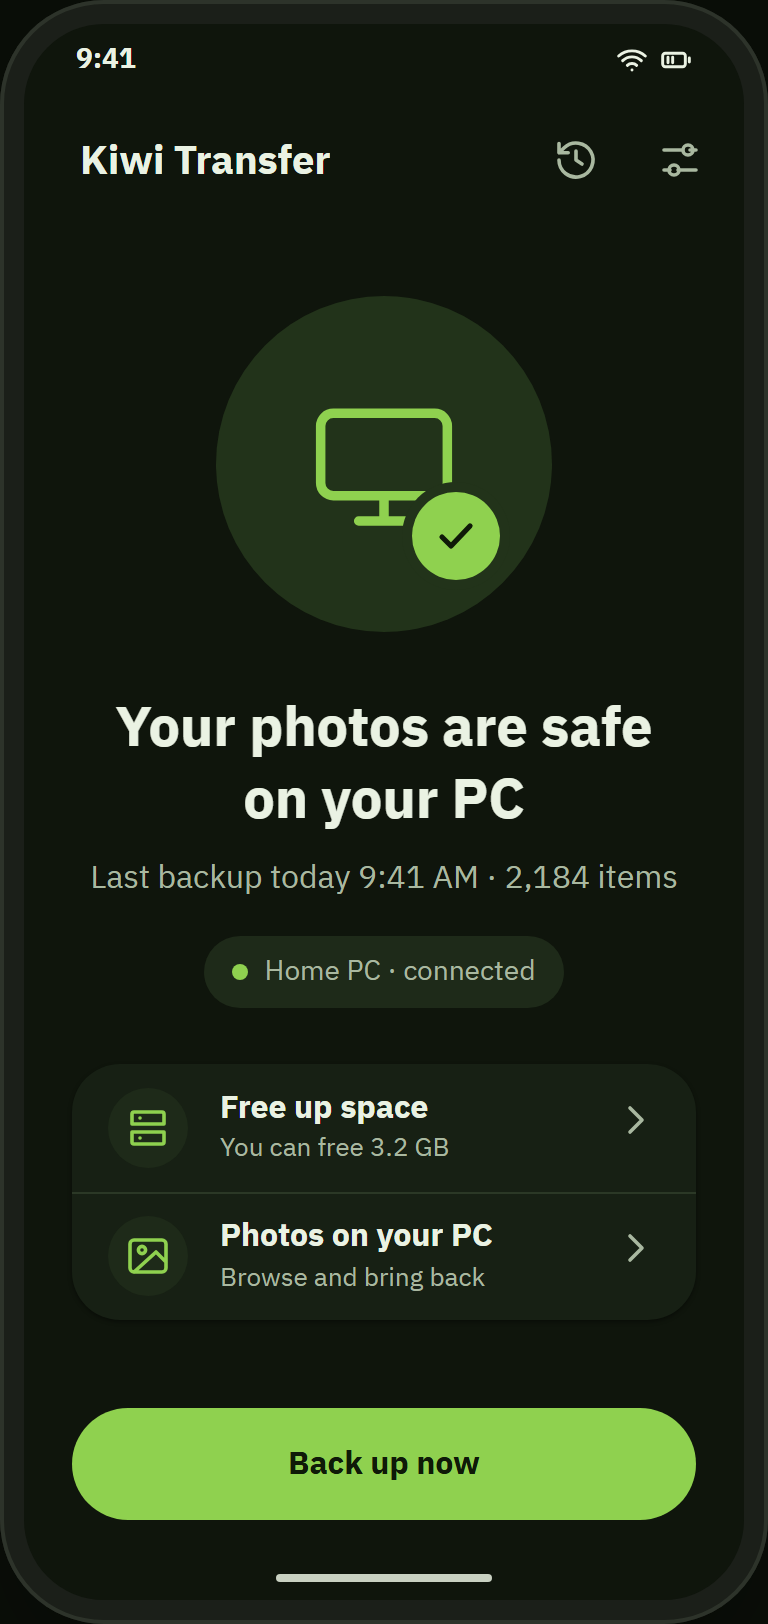 9:41
Kiwi Transfer
Your photos are safe
on your PC
Last backup today 9:41 AM · 2,184 items
Home PC · connected
Free up space
You can free 3.2 GB
Photos on your PC
Browse and bring back
Back up now